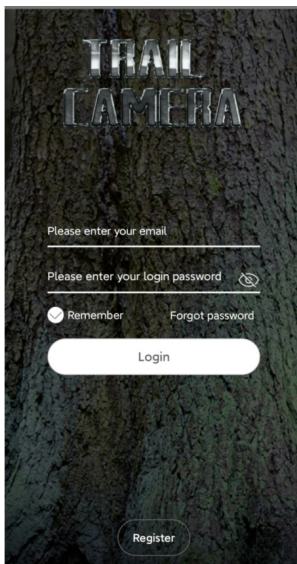 TRAIL
CAMERA
Please enter your email
Please enter your login password
Remember
Forgot password
Login
Register